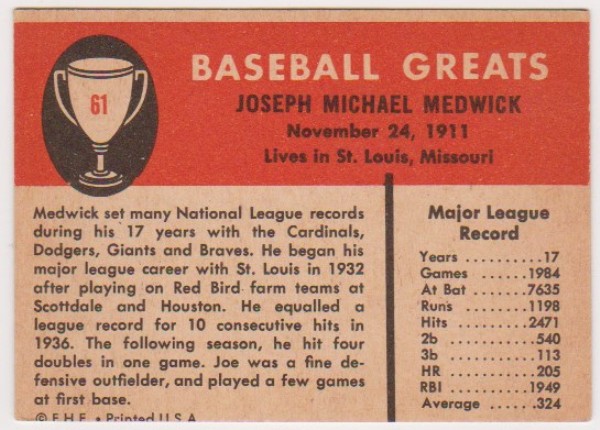 61
BASEBALL GREATS
JOSEPH MICHAEL MEDWICK
November 24, 1911
Lives in St. Louis, Missouri
Medwick set many National League records
during his 17 years with the Cardinals,
Dodgers, Giants and Braves. He began his
major league career with St. Louis in 1932
after playing on Red Bird farm teams at
Scottdale and Houston. He equalled a
league record for 10 consecutive hits in
1936. The following season, he hit four
doubles in one game. Joe was a fine de-
fensive outfielder, and played a few games
at first base.
© F.H.F. • Printed U.S.A.
Major League
Record
Years ..........17
Games ......1984
At Bat .......7635
Runs .........1198
Hits ...........2471
2b ..............540
3b ..............113
HR .............205
RBI ...........1949
Average ......324